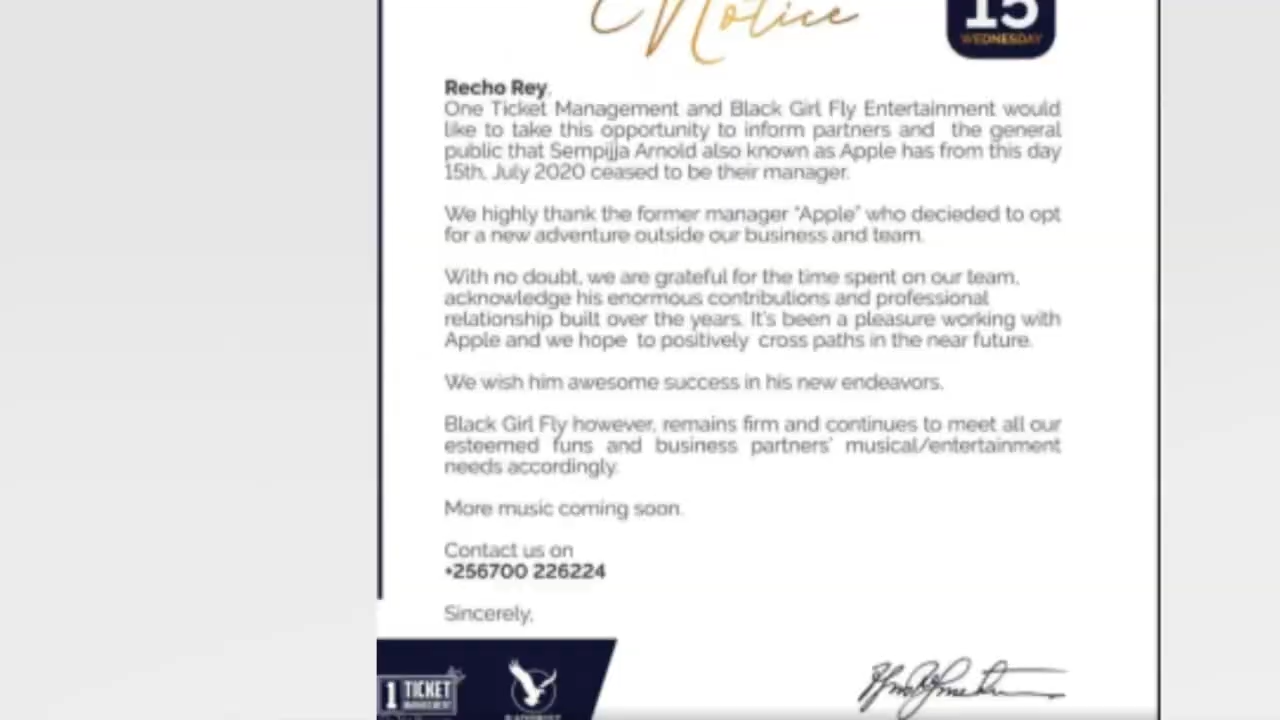 Notice
15
WEDNESDAY
Recho Rey,
One Ticket Management and Black Girl Fly Entertainment would
like to take this opportunity to inform partners and the general
public that Sempijja Arnold also known as Apple has from this day
15th, July 2020 ceased to be their manager.
We highly thank the former manager "Apple" who decieded to opt
for a new adventure outside our business and team.
With no doubt, we are grateful for the time spent on our team,
acknowledge his enormous contributions and professional
relationship built over the years. It's been a pleasure working with
Apple and we hope to positively cross paths in the near future.
We wish him awesome success in his new endeavors.
Black Girl Fly however, remains firm and continues to meet all our
esteemed funs and business partners' musical/entertainment
needs accordingly.
More music coming soon.
Contact us on
+256700 226224
Sincerely,
1 TICKET
MANAGEMENT